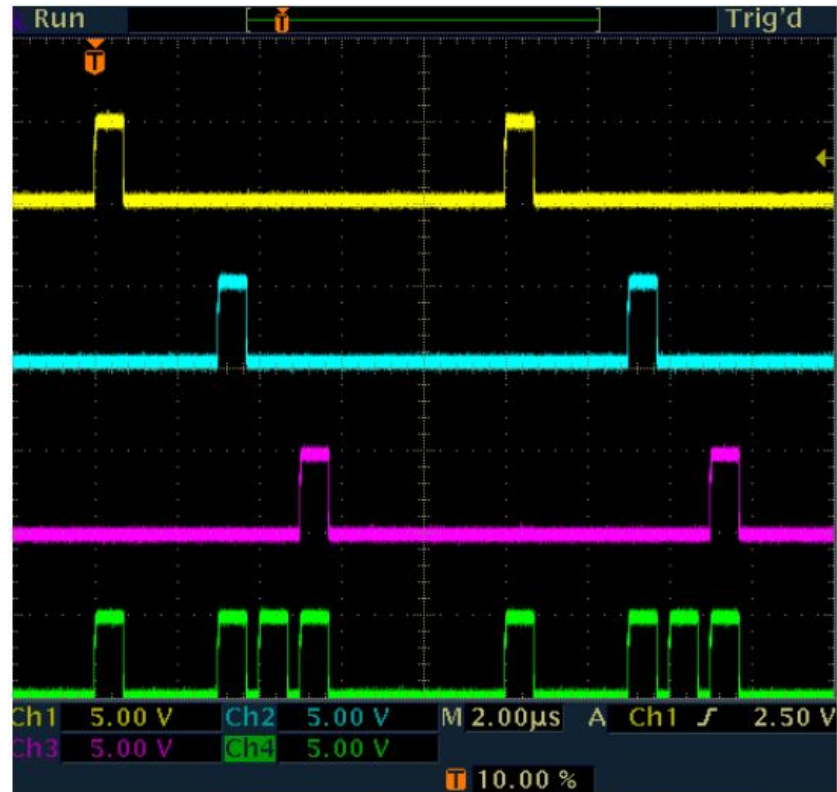 Run T Trig'd
T
Ch1 5.00 V Ch2 5.00 V M 2.00µs A Ch1 ƒ 2.50 V
Ch3 5.00 V Ch4 5.00 V
T 10.00 %